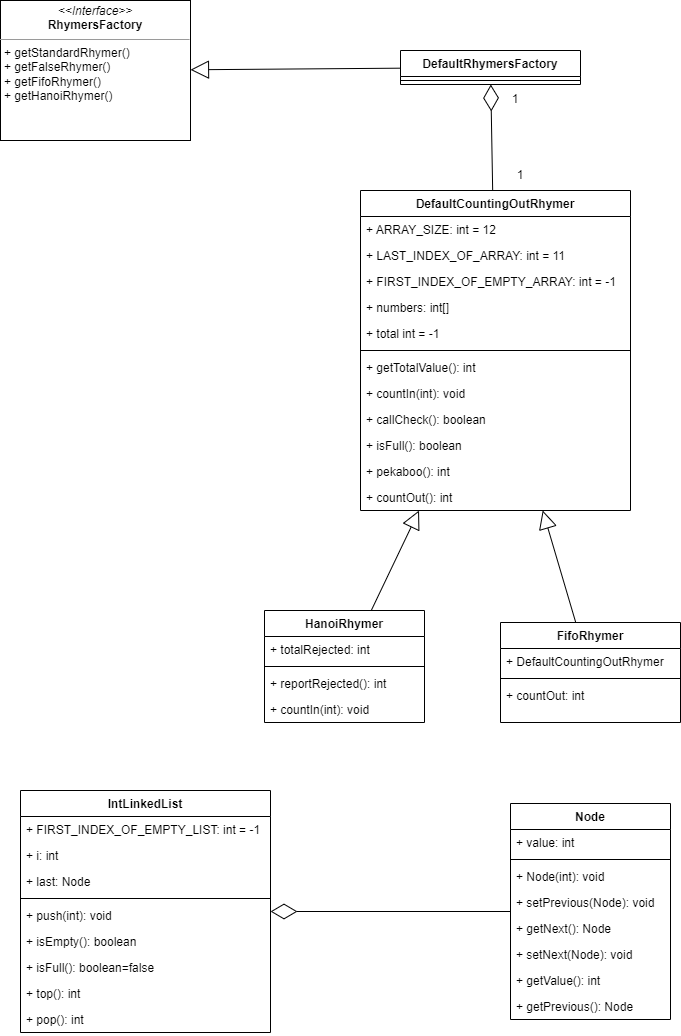 <<Interface>>
RhymersFactory
+ getStandardRhymer()
+ getFalseRhymer()
+ getFifoRhymer()
+ getHanoiRhymer()
DefaultRhymersFactory
1
1
DefaultCountingOutRhymer
+ ARRAY_SIZE: int = 12
+ LAST_INDEX_OF_ARRAY: int = 11
+ FIRST_INDEX_OF_EMPTY_ARRAY: int = -1
+ numbers: int[]
+ total int = -1
+ getTotalValue(): int
+ countIn(int): void
+ callCheck(): boolean
+ isFull(): boolean
+ pekaboo(): int
+ countOut(): int
HanoiRhymer
+ totalRejected: int
+ reportRejected(): int
+ countIn(int): void
FifoRhymer
+ DefaultCountingOutRhymer
+ countOut: int
IntLinkedList
+ FIRST_INDEX_OF_EMPTY_LIST: int = -1
+ i: int
+ last: Node
+ push(int): void
+ isEmpty(): boolean
+ isFull(): boolean=false
+ top(): int
+ pop(): int
Node
+ value: int
+ Node(int): void
+ setPrevious(Node): void
+ getNext(): Node
+ setNext(Node): void
+ getValue(): int
+ getPrevious(): Node